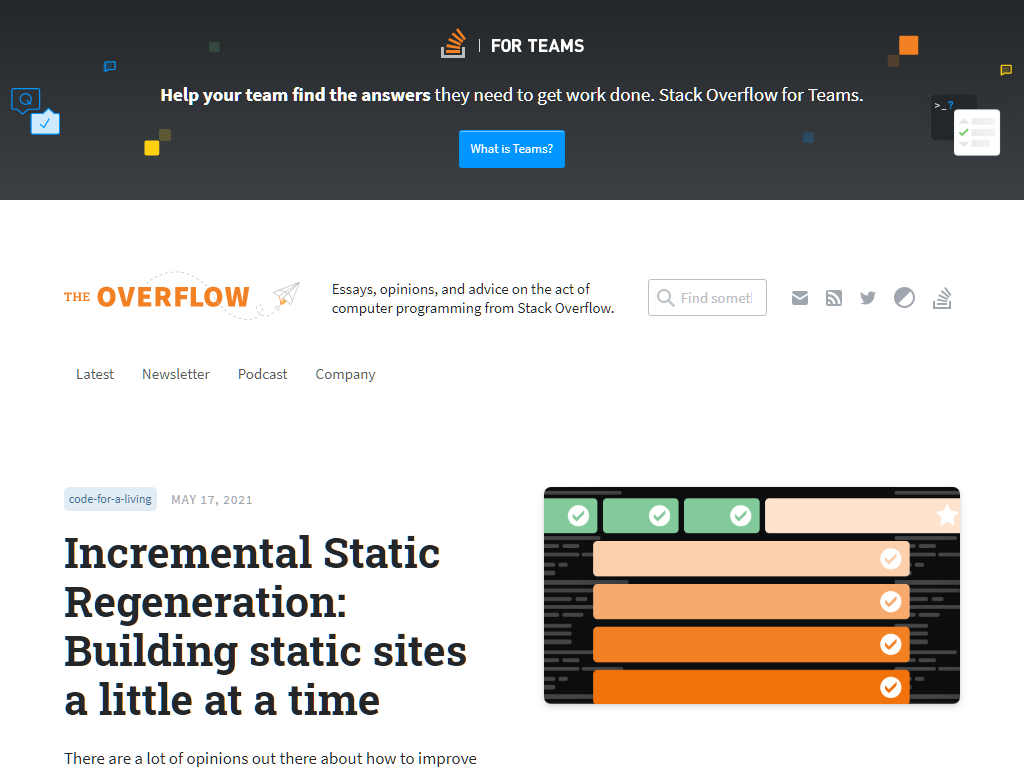 FOR TEAMS
Help your team find the answers they need to get work done. Stack Overflow for Teams.
Q
>_?
What is Teams?
THE OVERFLOW
Essays, opinions, and advice on the act of
computer programming from Stack Overflow.
Find somet
Latest Newsletter Podcast Company
code-for-a-living MAY 17, 2021
Incremental Static
Regeneration:
Building static sites
a little at a time
There are a lot of opinions out there about how to improve